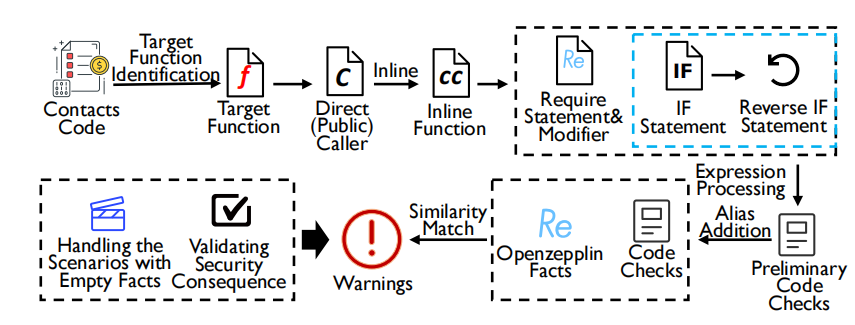 Target
Function
Identification
Contacts
Code
f
Target
Function
C
Direct
(Public)
Caller
Inline
cc
Inline
Function
Re
Require
Statement&
Modifier
IF
IF
Statement
Reverse IF
Statement
Expression
Processing
Preliminary
Code
Checks
Alias
Addition
Re
Openzepplin
Facts
Code
Checks
Similarity
Match
Warnings
Handling the
Scenarios with
Empty Facts
Validating
Security
Consequence